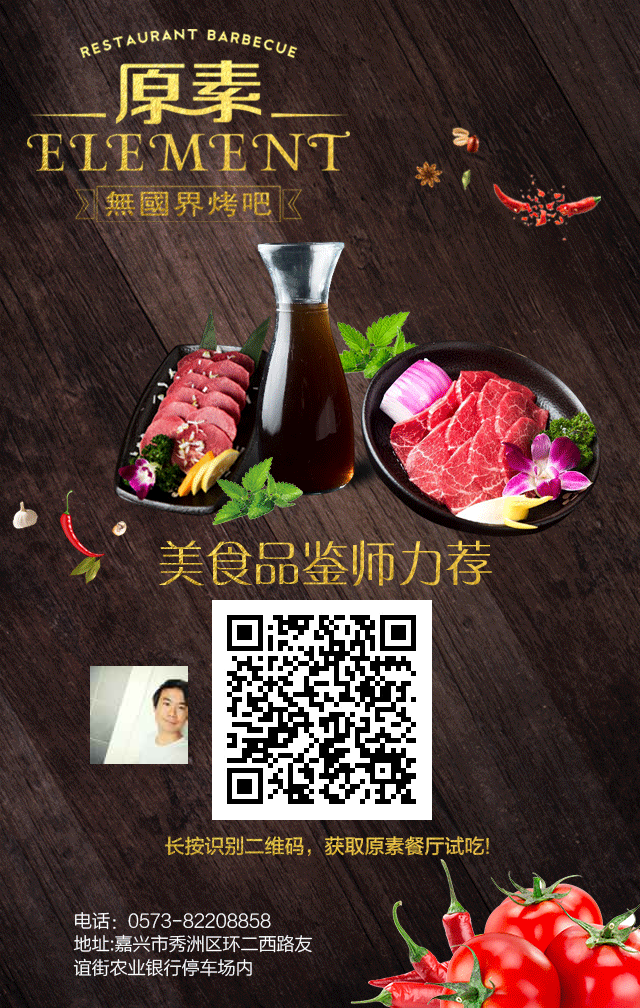 RESTAURANT BARBECUE
原素
ELEMENT
無國界烤吧
美食品鉴师力荐
长按识别二维码，获取原素餐厅试吃!
电话：0573-82208858
地址:嘉兴市秀洲区环二西路友
谊街农业银行停车场内